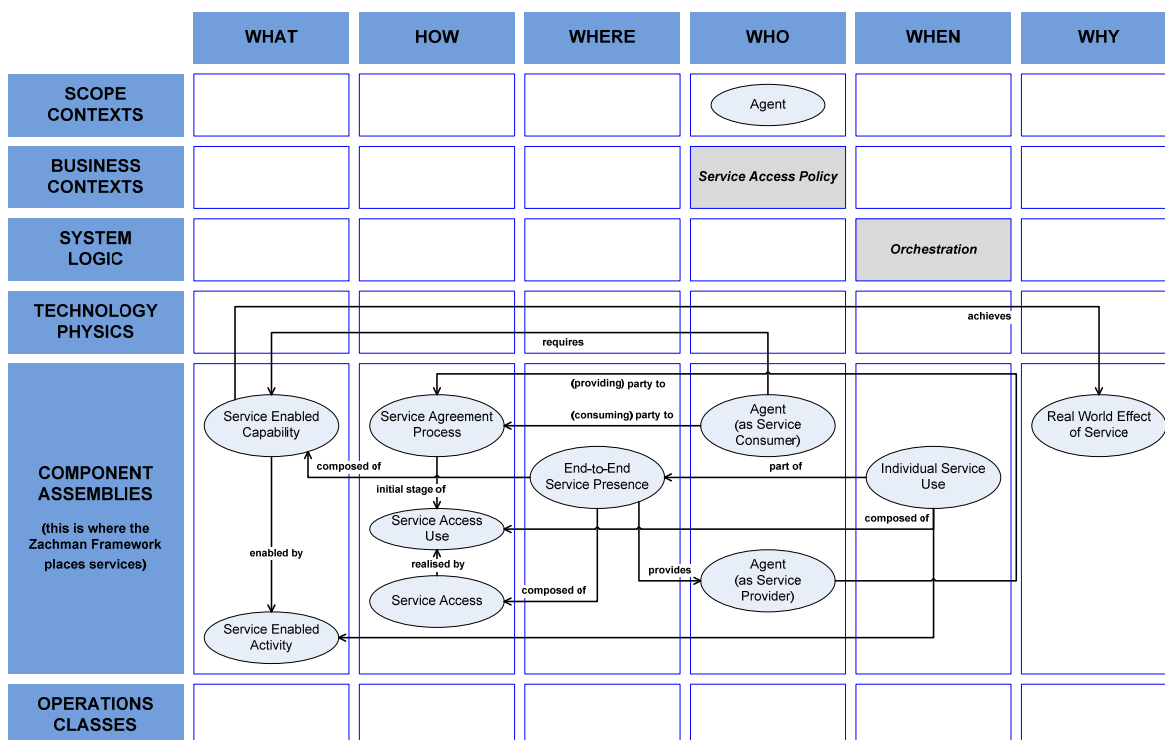 WHAT
HOW
WHERE
WHO
WHEN
WHY
SCOPE
CONTEXTS
Agent
BUSINESS
CONTEXTS
Service Access Policy
SYSTEM
LOGIC
Orchestration
TECHNOLOGY
PHYSICS
achieves
requires
COMPONENT
ASSEMBLIES
(this is where the
Zachman Framework
places services)
(providing) party to
Service Enabled
Capability
Service Agreement
Process
(consuming) party to
Agent
(as Service
Consumer)
Real World Effect
of Service
composed of
End-to-End
Service Presence
part of
Individual Service
Use
initial stage of
Service Access
Use
composed of
enabled by
realised by
provides
Agent
(as Service
Provider)
Service Access
composed of
Service Enabled
Activity
OPERATIONS
CLASSES